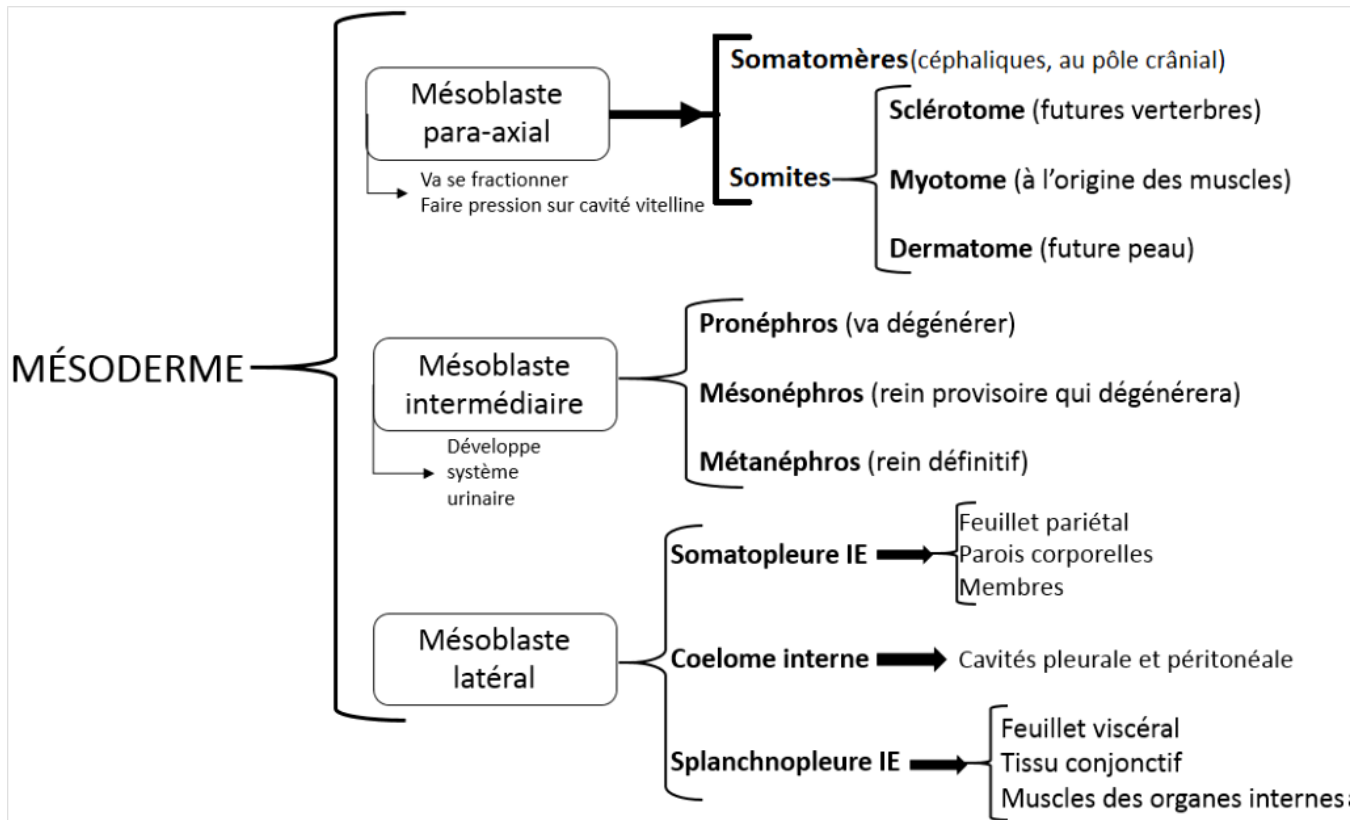 MÉSODERME
Mésoblaste
para-axial
Va se fractionner
Faire pression sur cavité vitelline
Somatomères (céphaliques, au pôle crânial)
Somites
Sclérotome (futures verterbres)
Myotome (à l'origine des muscles)
Dermatome (future peau)
Mésoblaste
intermédiaire
Développe
système
urinaire
Pronéphros (va dégénérer)
Mésonéphros (rein provisoire qui dégénérera)
Métanéphros (rein définitif)
Mésoblaste
latéral
Somatopleure IE
Feuillet pariétal
Parois corporelles
Membres
Coelome interne
Cavités pleurale et péritonéale
Splanchnopleure IE
Feuillet viscéral
Tissu conjonctif
Muscles des organes internes